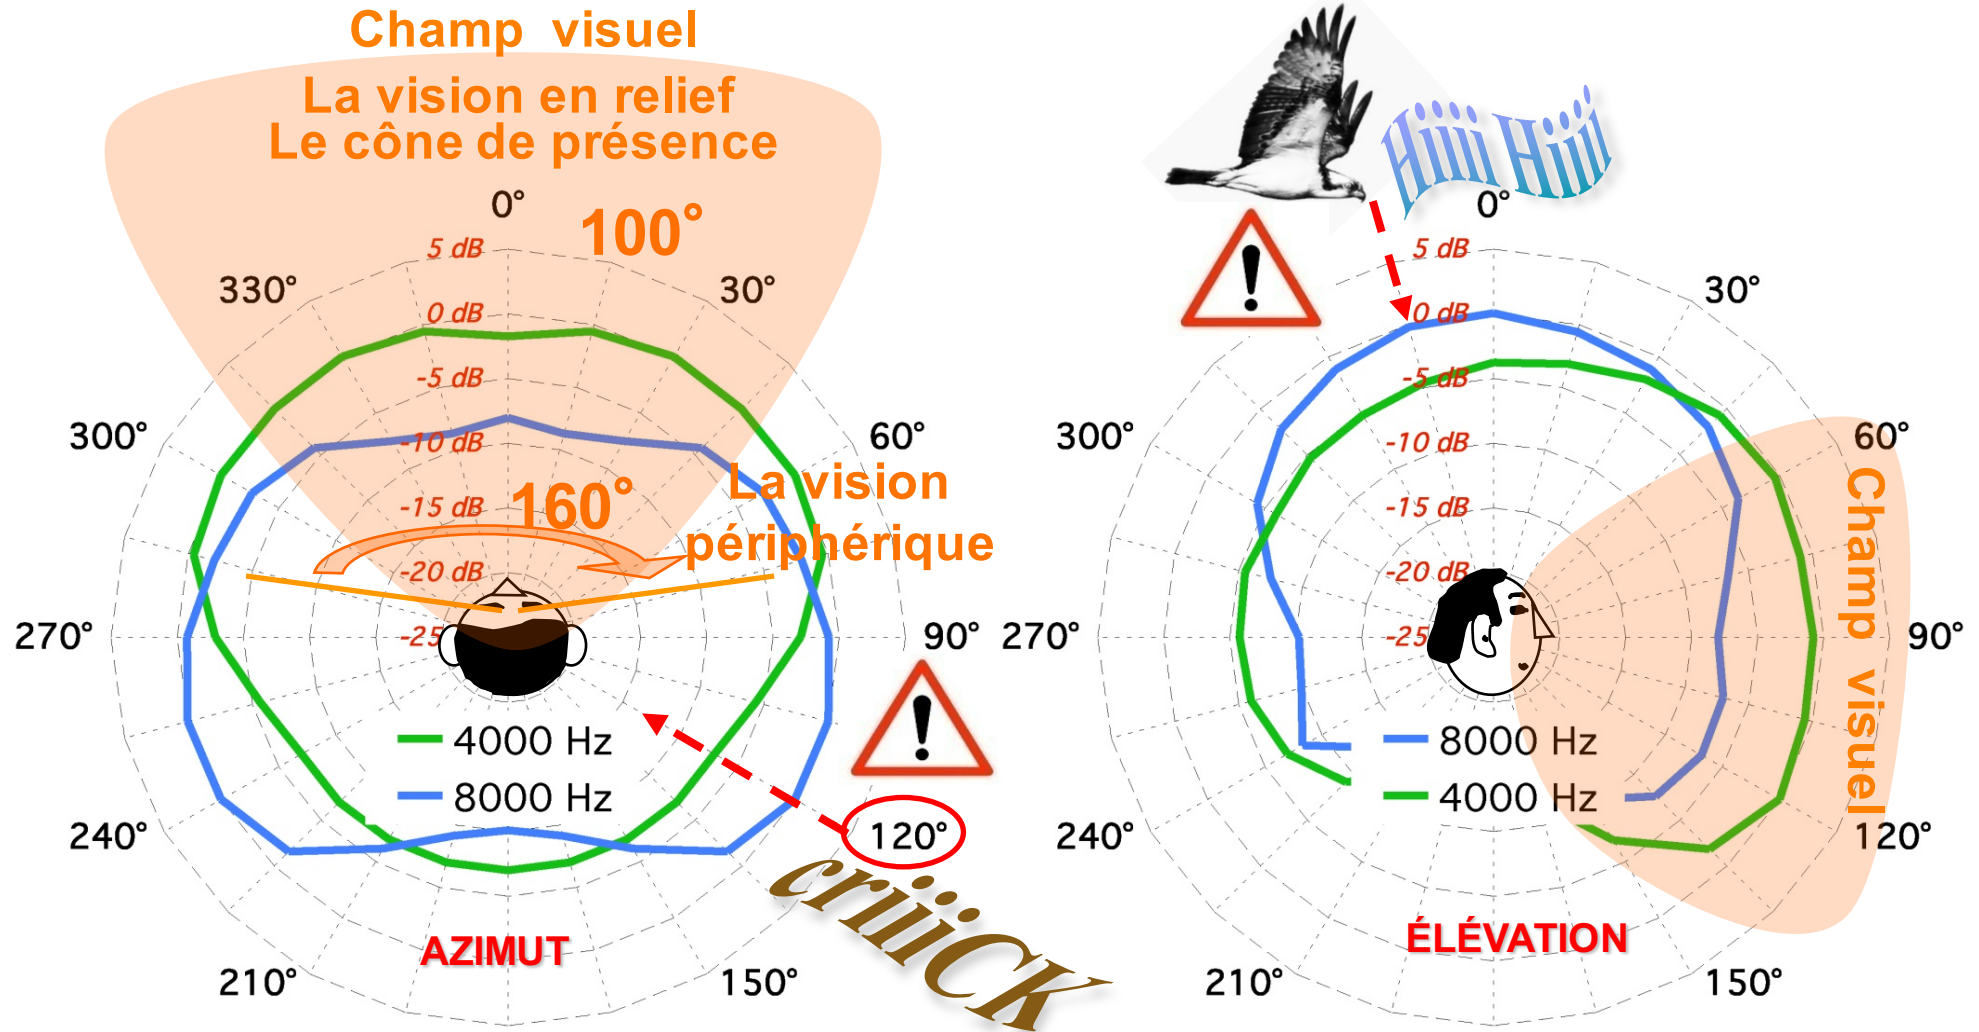 Champ visuel
La vision en relief
Le cône de présence
100°
160°
La vision
périphérique
0°
30°
60°
90°
120°
150°
210°
240°
270°
300°
330°
5 dB
0 dB
-5 dB
-10 dB
-15 dB
-20 dB
-25
4000 Hz
8000 Hz
AZIMUT
criiiCK
Hiii Hiii
0°
30°
60°
90°
120°
150°
210°
240°
270°
300°
5 dB
0 dB
-5 dB
-10 dB
-15 dB
-20 dB
-25
8000 Hz
4000 Hz
Champ visuel
ÉLÉVATION